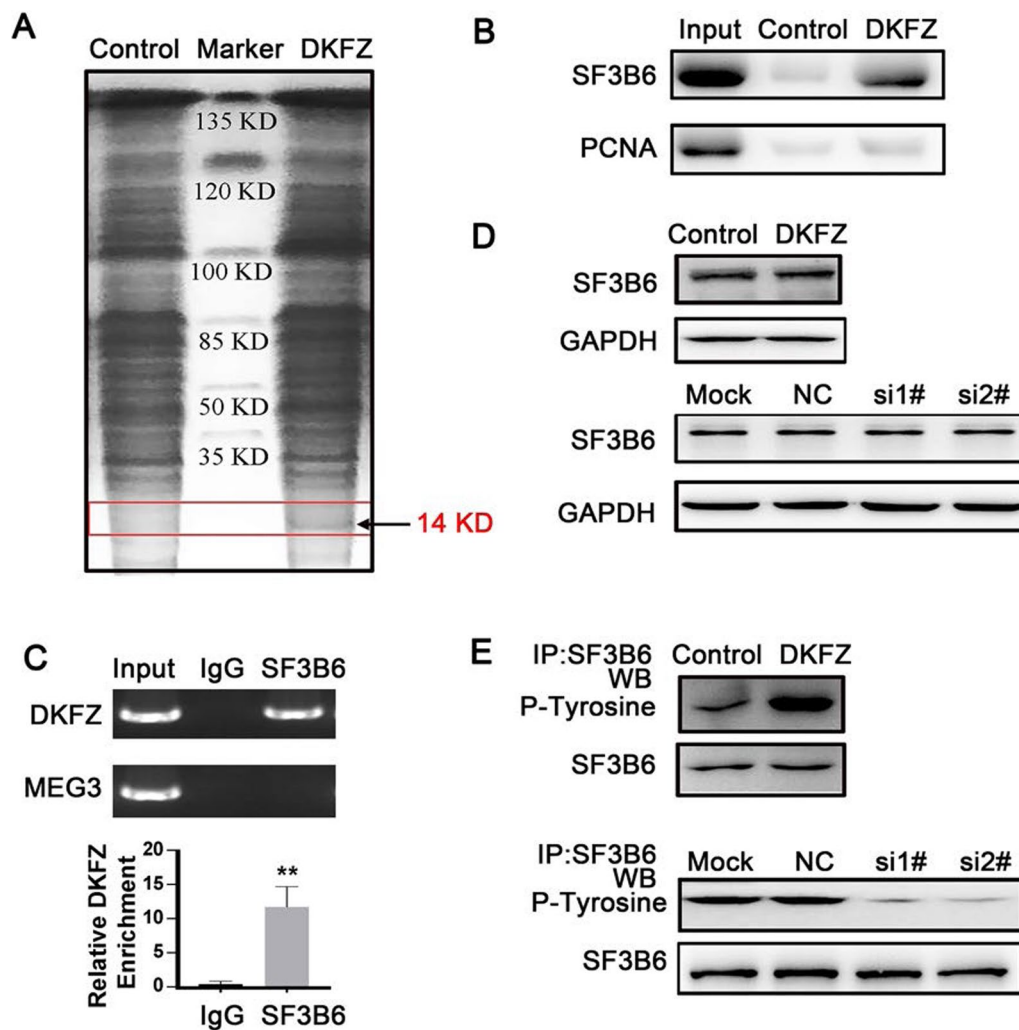 A
Control Marker DKFZ
135 KD
120 KD
100 KD
85 KD
50 KD
35 KD
14 KD
B
Input Control DKFZ
SF3B6
PCNA
C
Input IgG SF3B6
DKFZ
MEG3
Relative DKFZ
Enrichment
20
15
10
5
0
**
IgG SF3B6
D
Control DKFZ
SF3B6
GAPDH
Mock NC si1# si2#
SF3B6
GAPDH
E
IP:SF3B6
WB
Control DKFZ
P-Tyrosine
SF3B6
IP:SF3B6
WB
Mock NC si1# si2#
P-Tyrosine
SF3B6